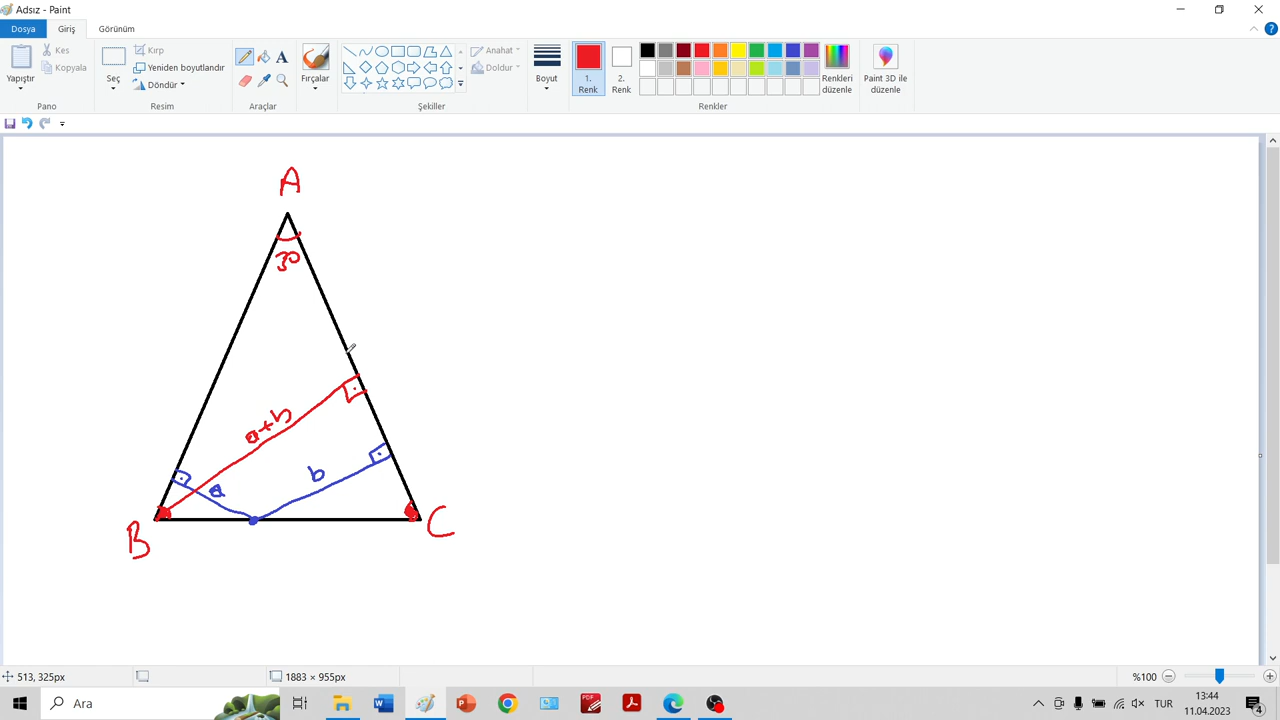 Adsız - Paint
Dosya Giriş Görünüm
Yapıştır
Kes
Kopyala
Pano
Seç
Kırp
Yeniden boyutlandır
Döndür
Resim
A
Araçlar
Fırçalar
Anahat
Doldur
Şekiller
Boyut
1. Renk
2. Renk
Renkleri düzenle
Renkler
Paint 3D ile düzenle
A
30
a+b
a
b
B
C
513, 325px
1883 × 955px
%100
Ara
PDF
TUR
13:44
11.04.2023
4